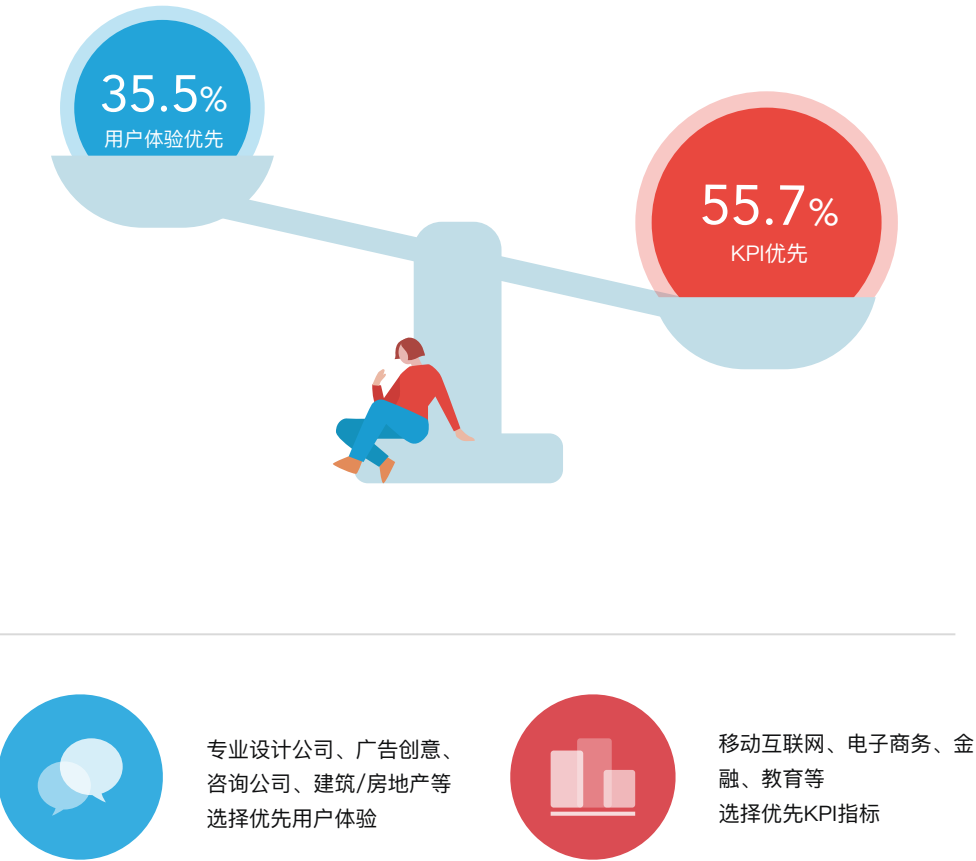 35.5%
用户体验优先
55.7%
KPI优先
专业设计公司、广告创意、
咨询公司、建筑/房地产等
选择优先用户体验
移动互联网、电子商务、金
融、教育等
选择优先KPI指标